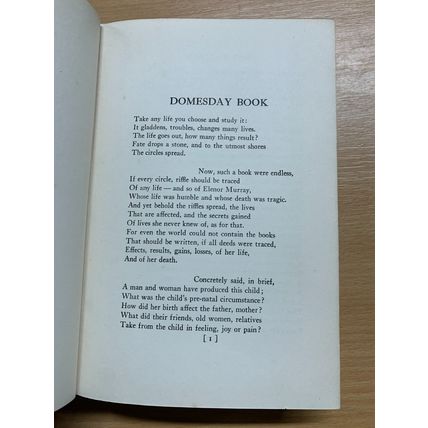 DOMESDAY BOOK
Take any life you choose and study it:
It gladdens, troubles, changes many lives.
The life goes out, how many things result?
Fate drops a stone, and to the utmost shores
The circles spread.
Now, such a book were endless,
If every circle, riffle should be traced
Of any life — and so of Elenor Murray,
Whose life was humble and whose death was tragic.
And yet behold the riffles spread, the lives
That are affected, and the secrets gained
Of lives she never knew of, as for that.
For even the world could not contain the books
That should be written, if all deeds were traced,
Effects, results, gains, losses, of her life,
And of her death.
Concretely said, in brief,
A man and woman have produced this child;
What was the child's pre-natal circumstance?
How did her birth affect the father, mother?
What did their friends, old women, relatives
Take from the child in feeling, joy or pain?
[ 1 ]